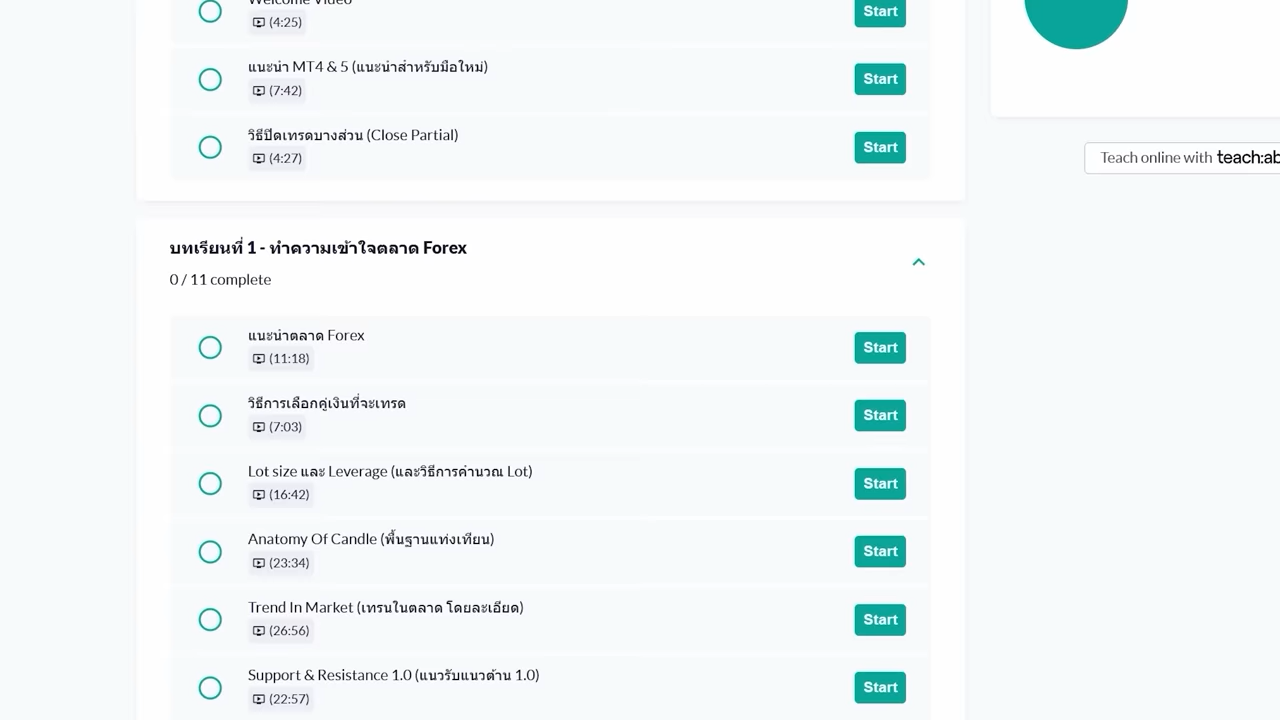 Welcome Video
(4:25)
Start
แนะนำ MT4 & 5 (แนะนำสำหรับมือใหม่)
(7:42)
Start
วิธีปิดเทรดบางส่วน (Close Partial)
(4:27)
Start
Teach online with teach:ab
บทเรียนที่ 1 - ทำความเข้าใจตลาด Forex
0 / 11 complete
แนะนำตลาด Forex
(11:18)
Start
วิธีการเลือกคู่เงินที่จะเทรด
(7:03)
Start
Lot size และ Leverage (และวิธีการคำนวณ Lot)
(16:42)
Start
Anatomy Of Candle (พื้นฐานแท่งเทียน)
(23:34)
Start
Trend In Market (เทรนในตลาด โดยละเอียด)
(26:56)
Start
Support & Resistance 1.0 (แนวรับแนวต้าน 1.0)
(22:57)
Start